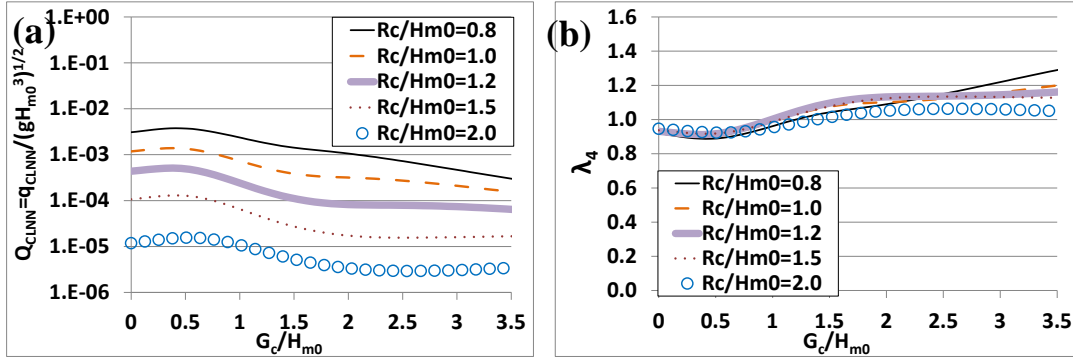 (a)
Q_CLNN=q_CLNN/(gH_m0^3)^1/2
1.E+00
1.E-01
1.E-02
1.E-03
1.E-04
1.E-05
1.E-06
Rc/Hm0=0.8
Rc/Hm0=1.0
Rc/Hm0=1.2
Rc/Hm0=1.5
Rc/Hm0=2.0
0 0.5 1 1.5 2 2.5 3 3.5
G_c/H_m0
(b)
λ_4
1.6
1.4
1.2
1.0
0.8
0.6
0.4
0.2
0.0
Rc/Hm0=0.8
Rc/Hm0=1.0
Rc/Hm0=1.2
Rc/Hm0=1.5
Rc/Hm0=2.0
0 0.5 1 1.5 2 2.5 3 3.5
G_c/H_m0